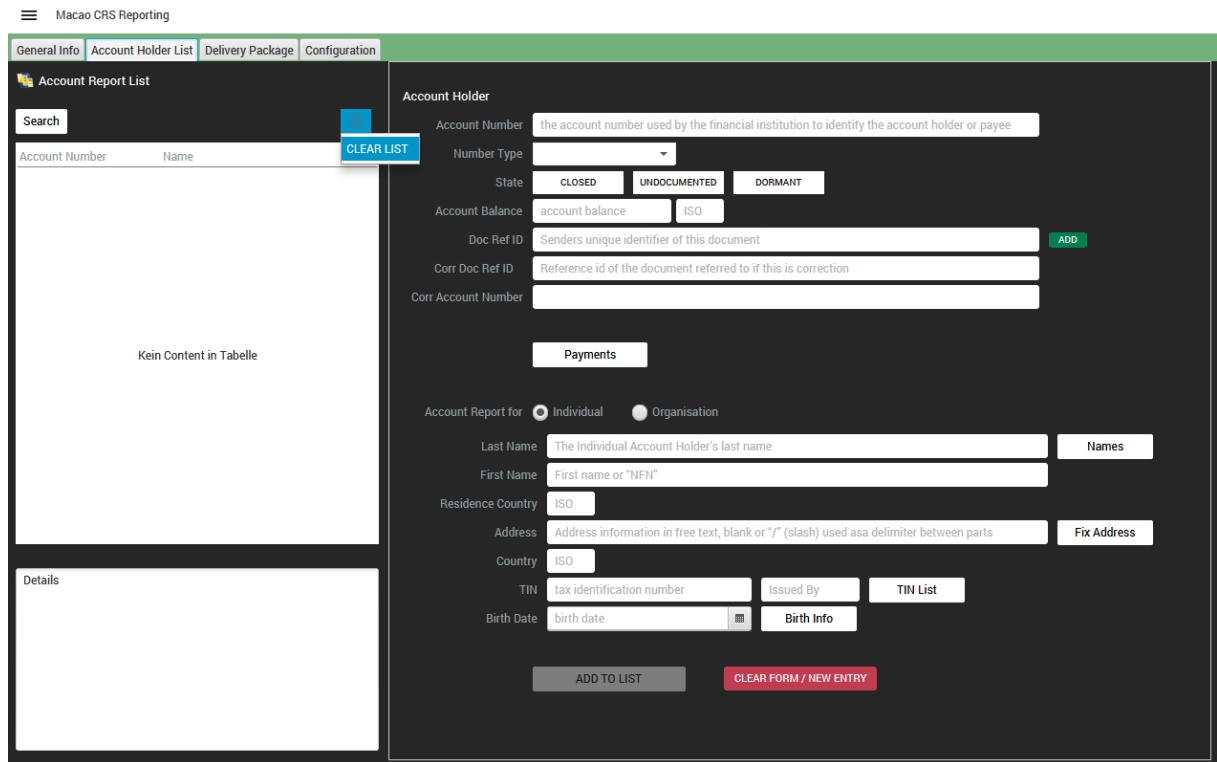 Macao CRS Reporting
General Info Account Holder List Delivery Package Configuration
Account Report List
Search
CLEAR LIST
Account Number Name
Kein Content in Tabelle
Details
Account Holder
Account Number the account number used by the financial institution to identify the account holder or payee
Number Type
State CLOSED UNDOCUMENTED DORMANT
Account Balance account balance ISO
Doc Ref ID Senders unique identifier of this document ADD
Corr Doc Ref ID Reference id of the document referred to if this is correction
Corr Account Number
Payments
Account Report for Individual Organisation
Last Name The Individual Account Holder's last name Names
First Name First name or "NFN"
Residence Country ISO
Address Address information in free text, blank or "/" (slash) used asa delimiter between parts Fix Address
Country ISO
TIN tax identification number Issued By TIN List
Birth Date birth date Birth Info
ADD TO LIST CLEAR FORM / NEW ENTRY